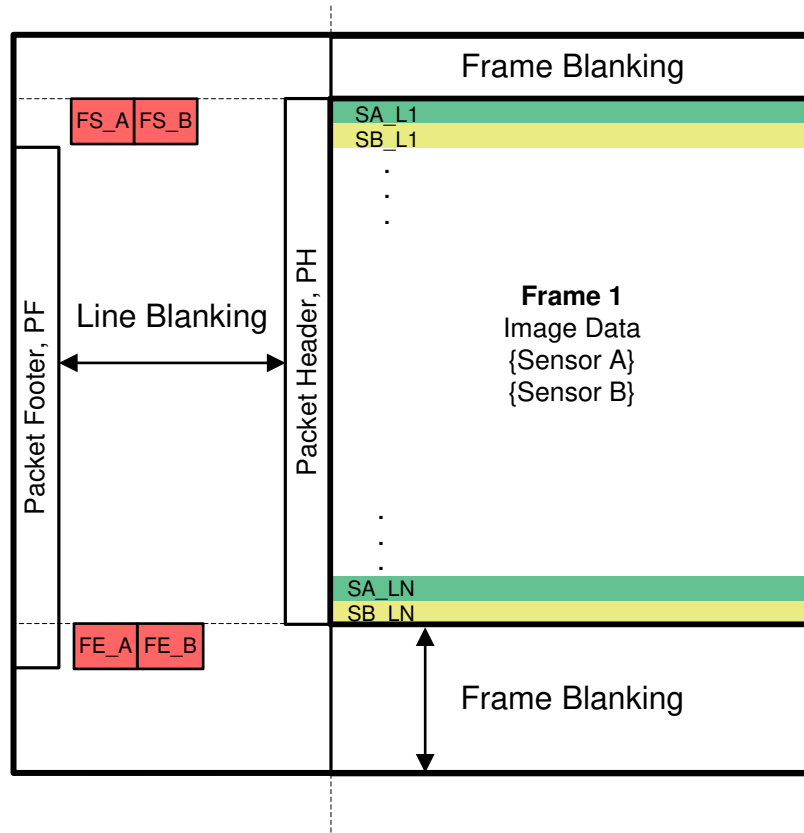 Frame Blanking
FS_A FS_B
SA_L1
SB_L1
.
.
.
Packet Footer, PF
Line Blanking
Packet Header, PH
Frame 1
Image Data
{Sensor A}
{Sensor B}
.
.
.
SA_LN
SB_LN
FE_A FE_B
Frame Blanking